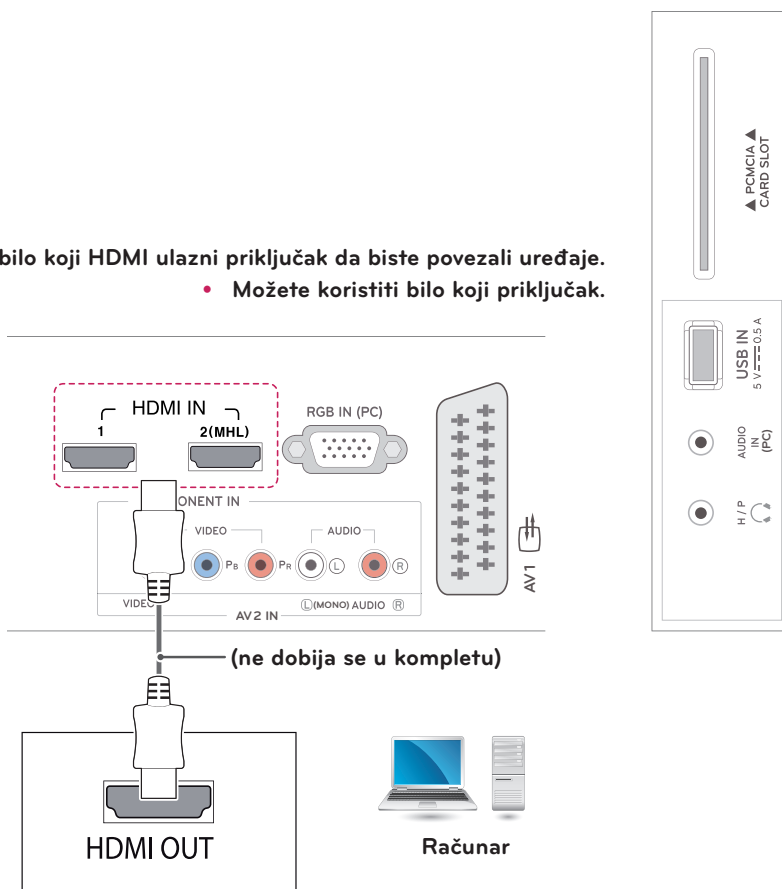 bilo koji HDMI ulazni priključak da biste povezali uređaje.
• Možete koristiti bilo koji priključak.
HDMI IN
1
2(MHL)
RGB IN (PC)
ONENT IN
VIDEO
AUDIO
PB
PR
L
R
VIDEO
L(MONO) AUDIO R
AV2 IN
AV1
(ne dobija se u kompletu)
HDMI OUT
Računar
▲ PCMCIA ▲
CARD SLOT
USB IN
5 V 0.5 A
AUDIO
IN
(PC)
H / P